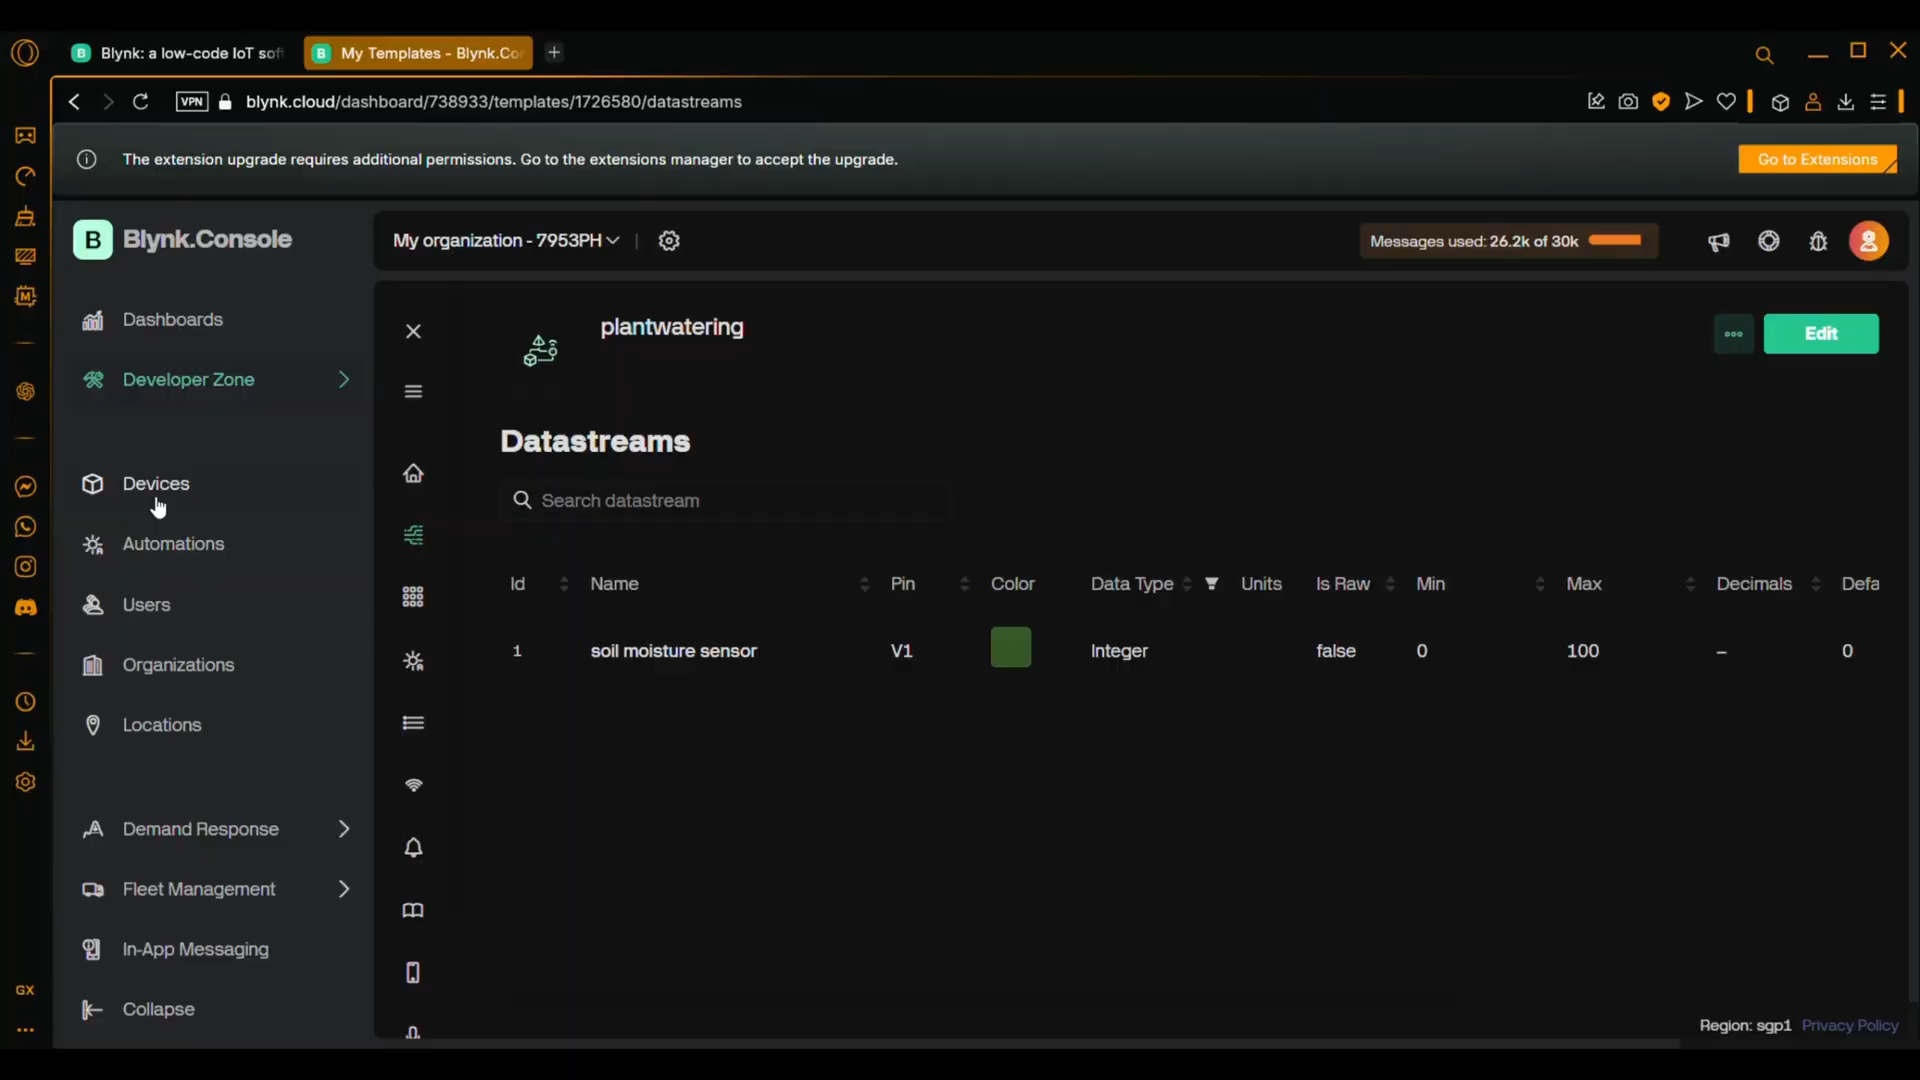 Blynk: a low-code IoT sof
My Templates - Blynk.Co
VPN
blynk.cloud/dashboard/738933/templates/1726580/datastreams
The extension upgrade requires additional permissions. Go to the extensions manager to accept the upgrade.
Go to Extensions
B
Blynk.Console
My organization - 7953PH
Messages used: 26.2k of 30k
Dashboards
Developer Zone
Devices
Automations
Users
Organizations
Locations
Demand Response
Fleet Management
In-App Messaging
Collapse
GX
plantwatering
Edit
Datastreams
Search datastream
Id Name Pin Color Data Type Units Is Raw Min Max Decimals Defa
1 soil moisture sensor V1 Integer false 0 100 – 0
Region: sgp1 Privacy Policy